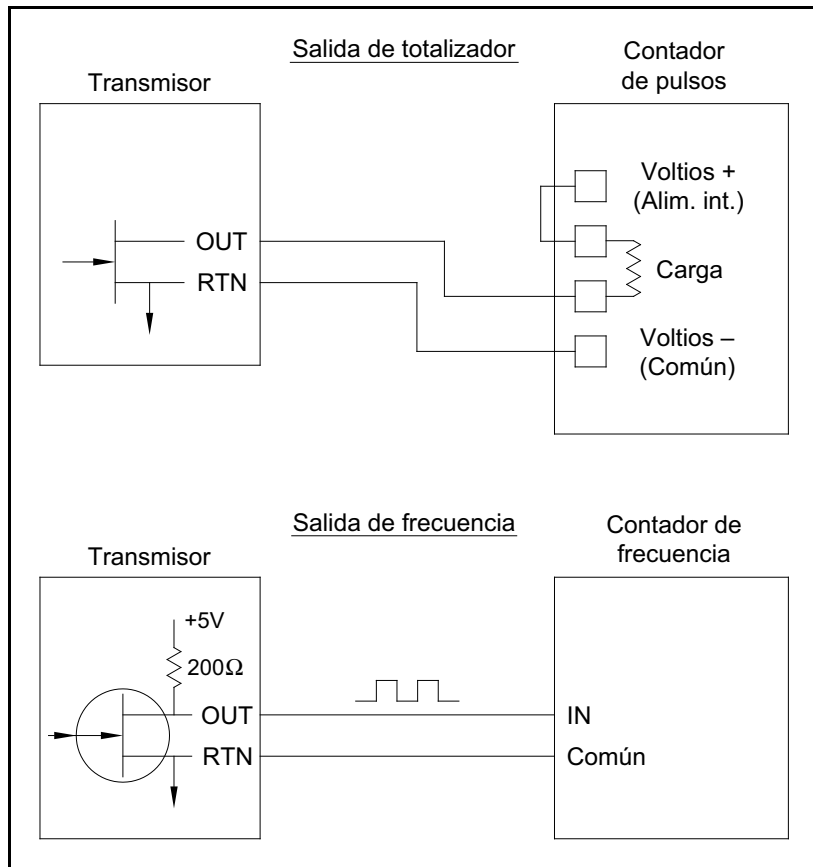 Salida de totalizador
Transmisor
Contador
de pulsos
Voltios +
(Alim. int.)
OUT
RTN
Carga
Voltios –
(Común)
Salida de frecuencia
Transmisor
Contador de
frecuencia
+5V
200Ω
OUT
RTN
IN
Común